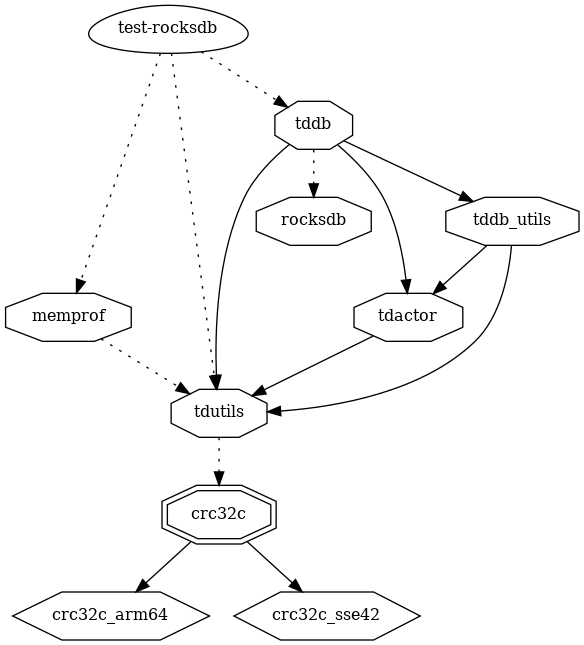 test-rocksdb
tddb
rocksdb
tddb_utils
memprof
tdactor
tdutils
crc32c
crc32c_arm64
crc32c_sse42